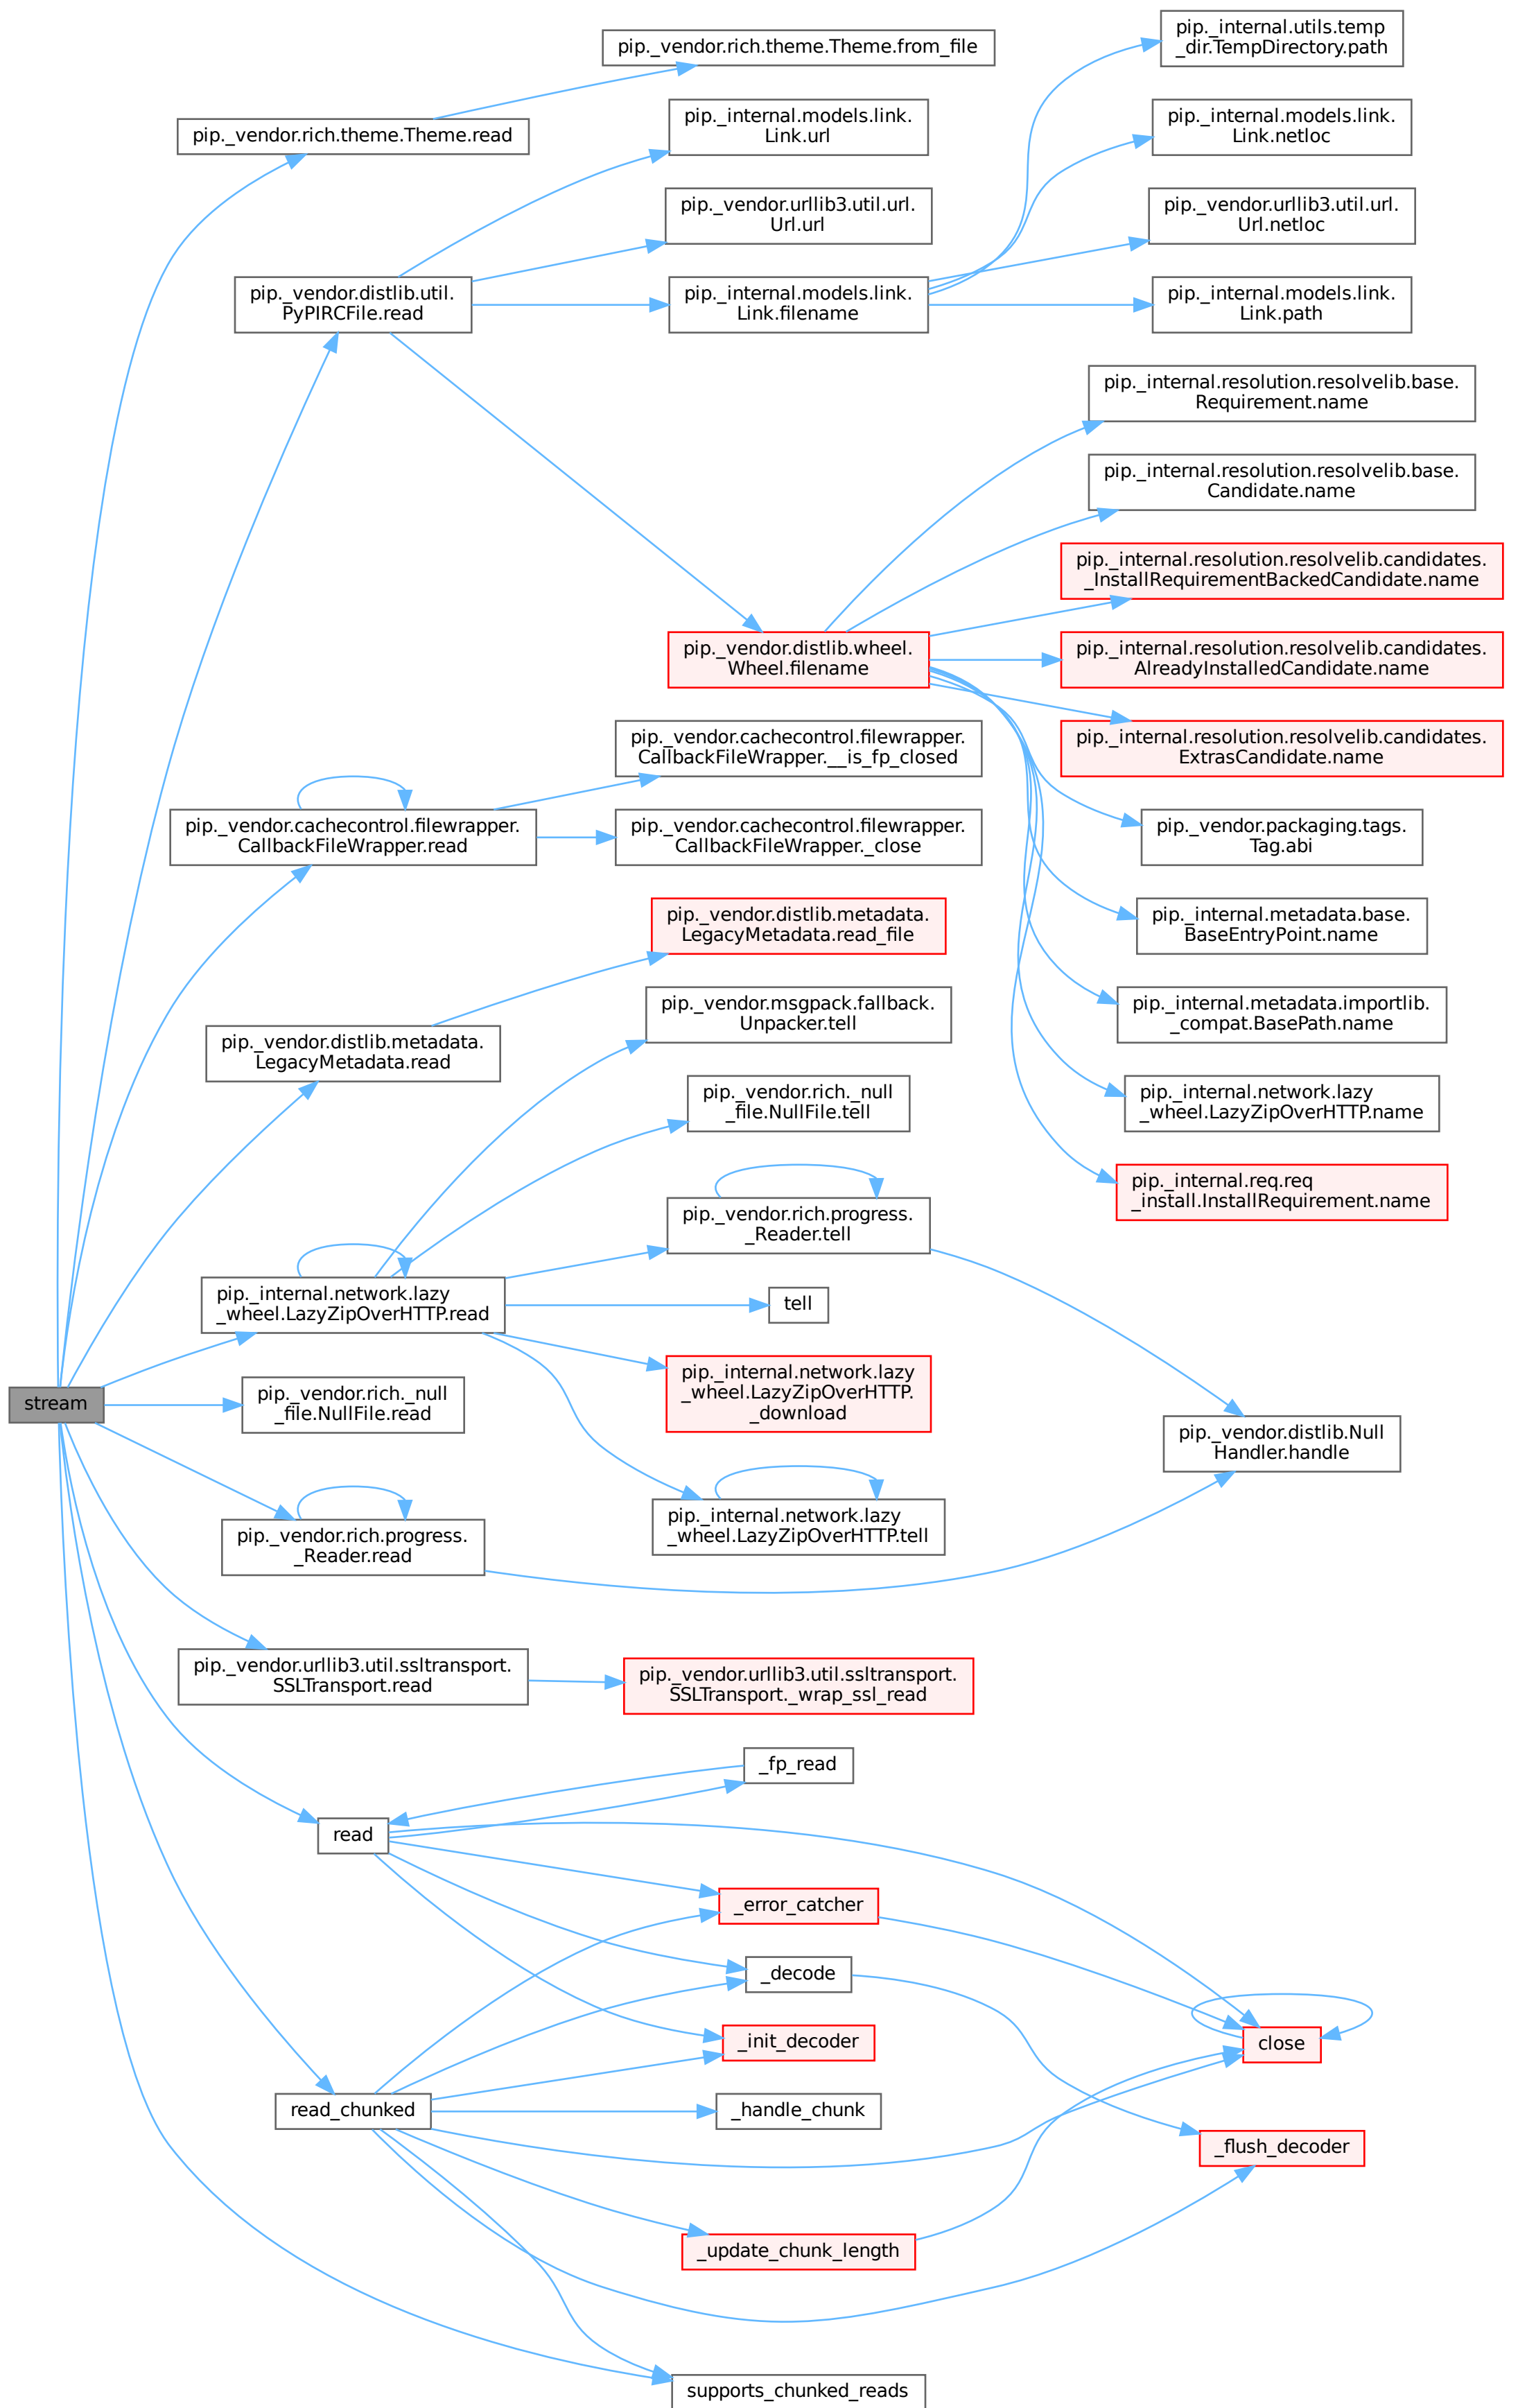 stream
pip._vendor.rich.theme.Theme.read
pip._vendor.rich.theme.Theme.from_file
pip._vendor.distlib.util.
PyPIRCFile.read
pip._internal.models.link.
Link.url
pip._vendor.urllib3.util.url.
Url.url
pip._internal.models.link.
Link.filename
pip._internal.utils.temp
_dir.TempDirectory.path
pip._internal.models.link.
Link.netloc
pip._vendor.urllib3.util.url.
Url.netloc
pip._internal.models.link.
Link.path
pip._vendor.distlib.wheel.
Wheel.filename
pip._internal.resolution.resolvelib.base.
Requirement.name
pip._internal.resolution.resolvelib.base.
Candidate.name
pip._internal.resolution.resolvelib.candidates.
_InstallRequirementBackedCandidate.name
pip._internal.resolution.resolvelib.candidates.
AlreadyInstalledCandidate.name
pip._internal.resolution.resolvelib.candidates.
ExtrasCandidate.name
pip._vendor.packaging.tags.
Tag.abi
pip._internal.metadata.base.
BaseEntryPoint.name
pip._internal.metadata.importlib.
_compat.BasePath.name
pip._internal.network.lazy
_wheel.LazyZipOverHTTP.name
pip._internal.req.req
_install.InstallRequirement.name
pip._vendor.cachecontrol.filewrapper.
CallbackFileWrapper.read
pip._vendor.cachecontrol.filewrapper.
CallbackFileWrapper.__is_fp_closed
pip._vendor.cachecontrol.filewrapper.
CallbackFileWrapper._close
pip._vendor.distlib.metadata.
LegacyMetadata.read
pip._vendor.distlib.metadata.
LegacyMetadata.read_file
pip._internal.network.lazy
_wheel.LazyZipOverHTTP.read
pip._vendor.msgpack.fallback.
Unpacker.tell
pip._vendor.rich._null
_file.NullFile.tell
pip._vendor.rich.progress.
_Reader.tell
tell
pip._internal.network.lazy
_wheel.LazyZipOverHTTP.
_download
pip._internal.network.lazy
_wheel.LazyZipOverHTTP.tell
pip._vendor.distlib.Null
Handler.handle
pip._vendor.rich._null
_file.NullFile.read
pip._vendor.rich.progress.
_Reader.read
pip._vendor.urllib3.util.ssltransport.
SSLTransport.read
pip._vendor.urllib3.util.ssltransport.
SSLTransport._wrap_ssl_read
read
_fp_read
_error_catcher
_decode
_init_decoder
close
read_chunked
_handle_chunk
_flush_decoder
_update_chunk_length
supports_chunked_reads